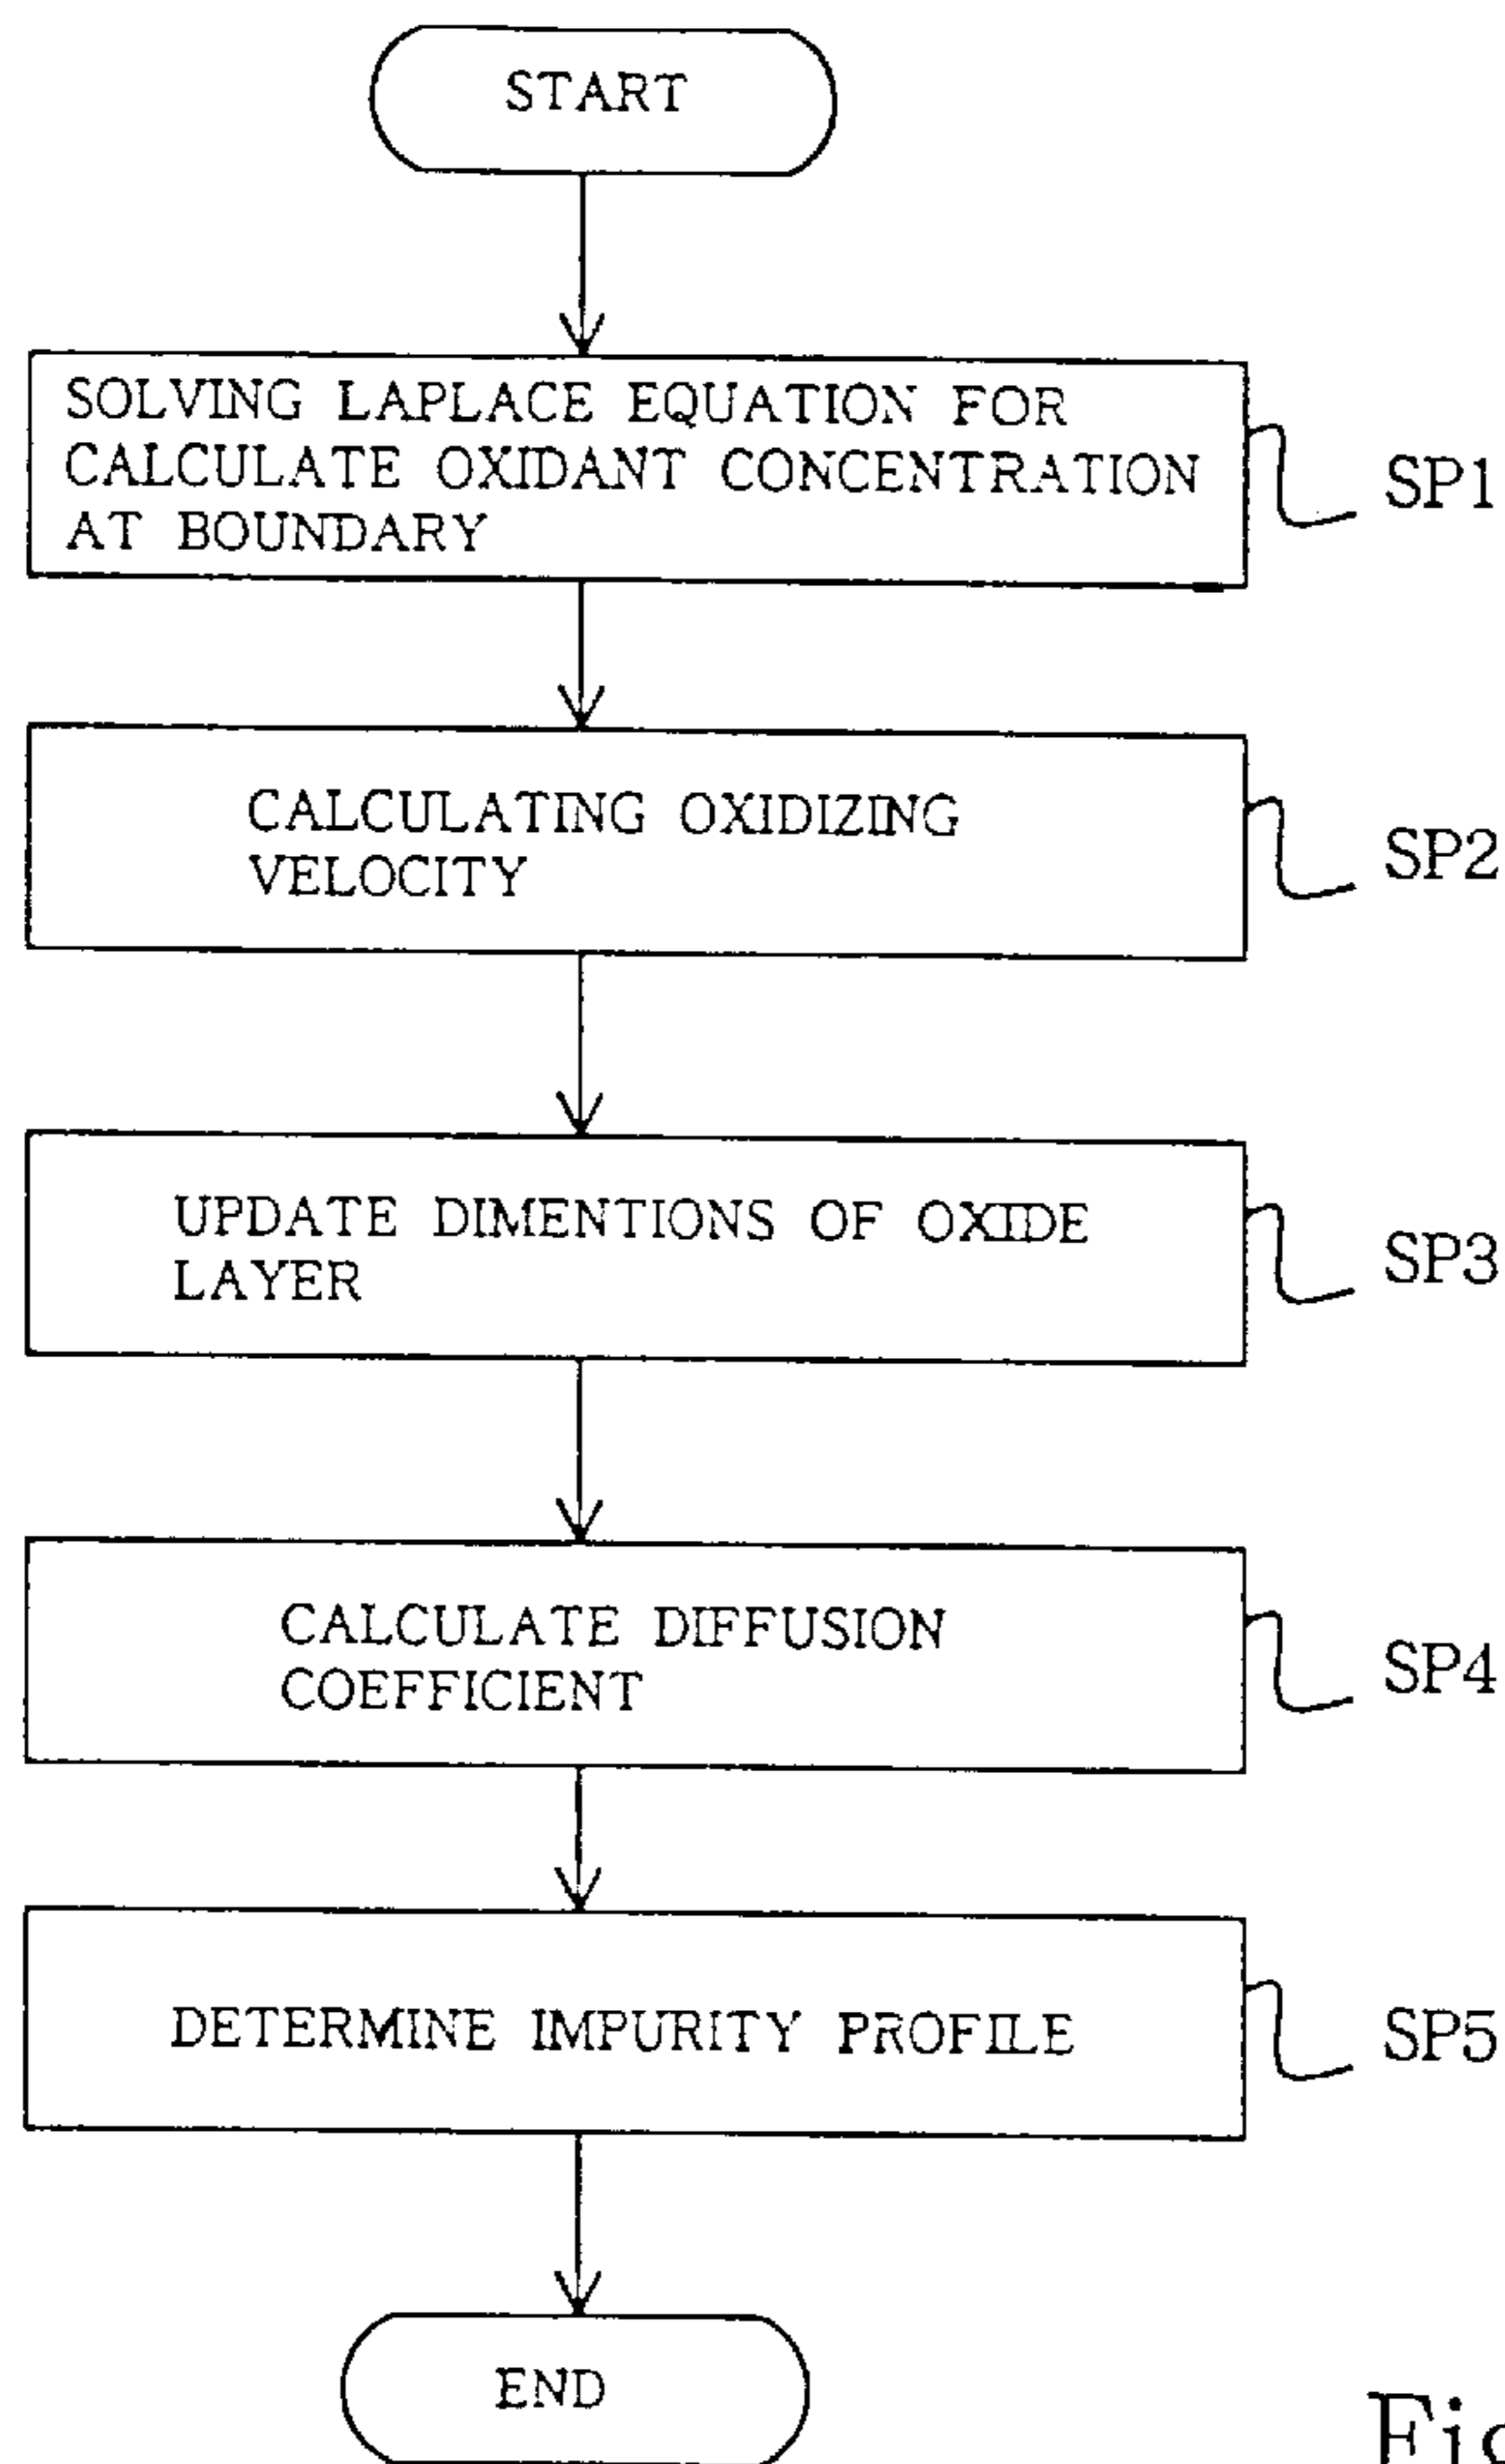 START
SOLVING LAPLACE EQUATION FOR
CALCULATE OXIDANT CONCENTRATION
AT BOUNDARY
SP1
CALCULATING OXIDIZING
VELOCITY
SP2
UPDATE DIMENTIONS OF OXIDE
LAYER
SP3
CALCULATE DIFFUSION
COEFFICIENT
SP4
DETERMINE IMPURITY PROFILE
SP5
END